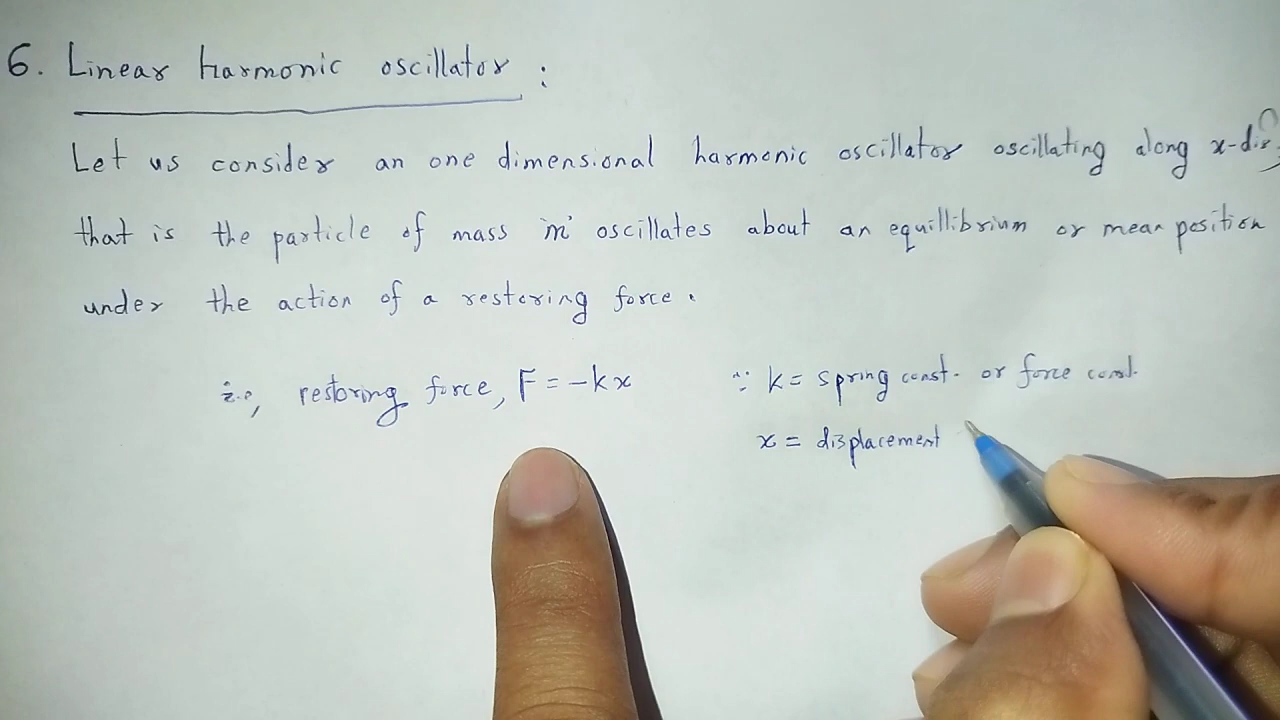 6. Linear harmonic oscillator :
Let us consider an one dimensional harmonic oscillator oscillating along x-dir
that is the particle of mass 'm' oscillates about an equillibrium or mean position
under the action of a restoring force.
i.e, restoring force, F = -kx ∵ k = spring const. or force const.
x = displacement